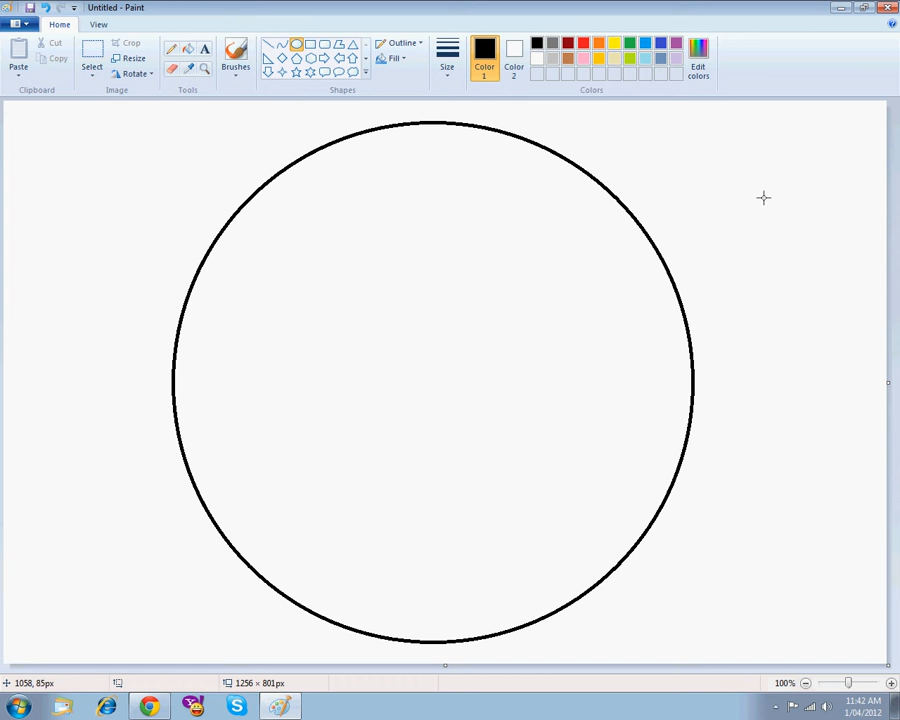 Untitled - Paint
Home View
Paste
Cut
Copy
Clipboard
Select
Crop
Resize
Rotate
Image
A
Tools
Brushes
Outline
Fill
Shapes
Size
Color 1
Color 2
Edit colors
Colors
1058, 85px
1256 × 801px
100%
11:42 AM
1/04/2012